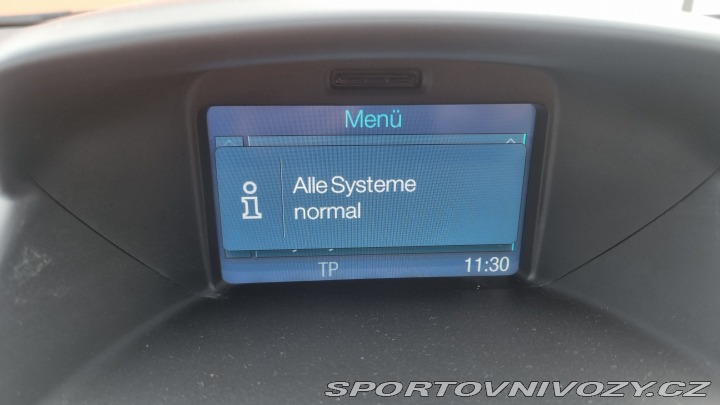 Menü
Alle Systeme
normal
TP
11:30
SPORTOVNIVOZY.CZ